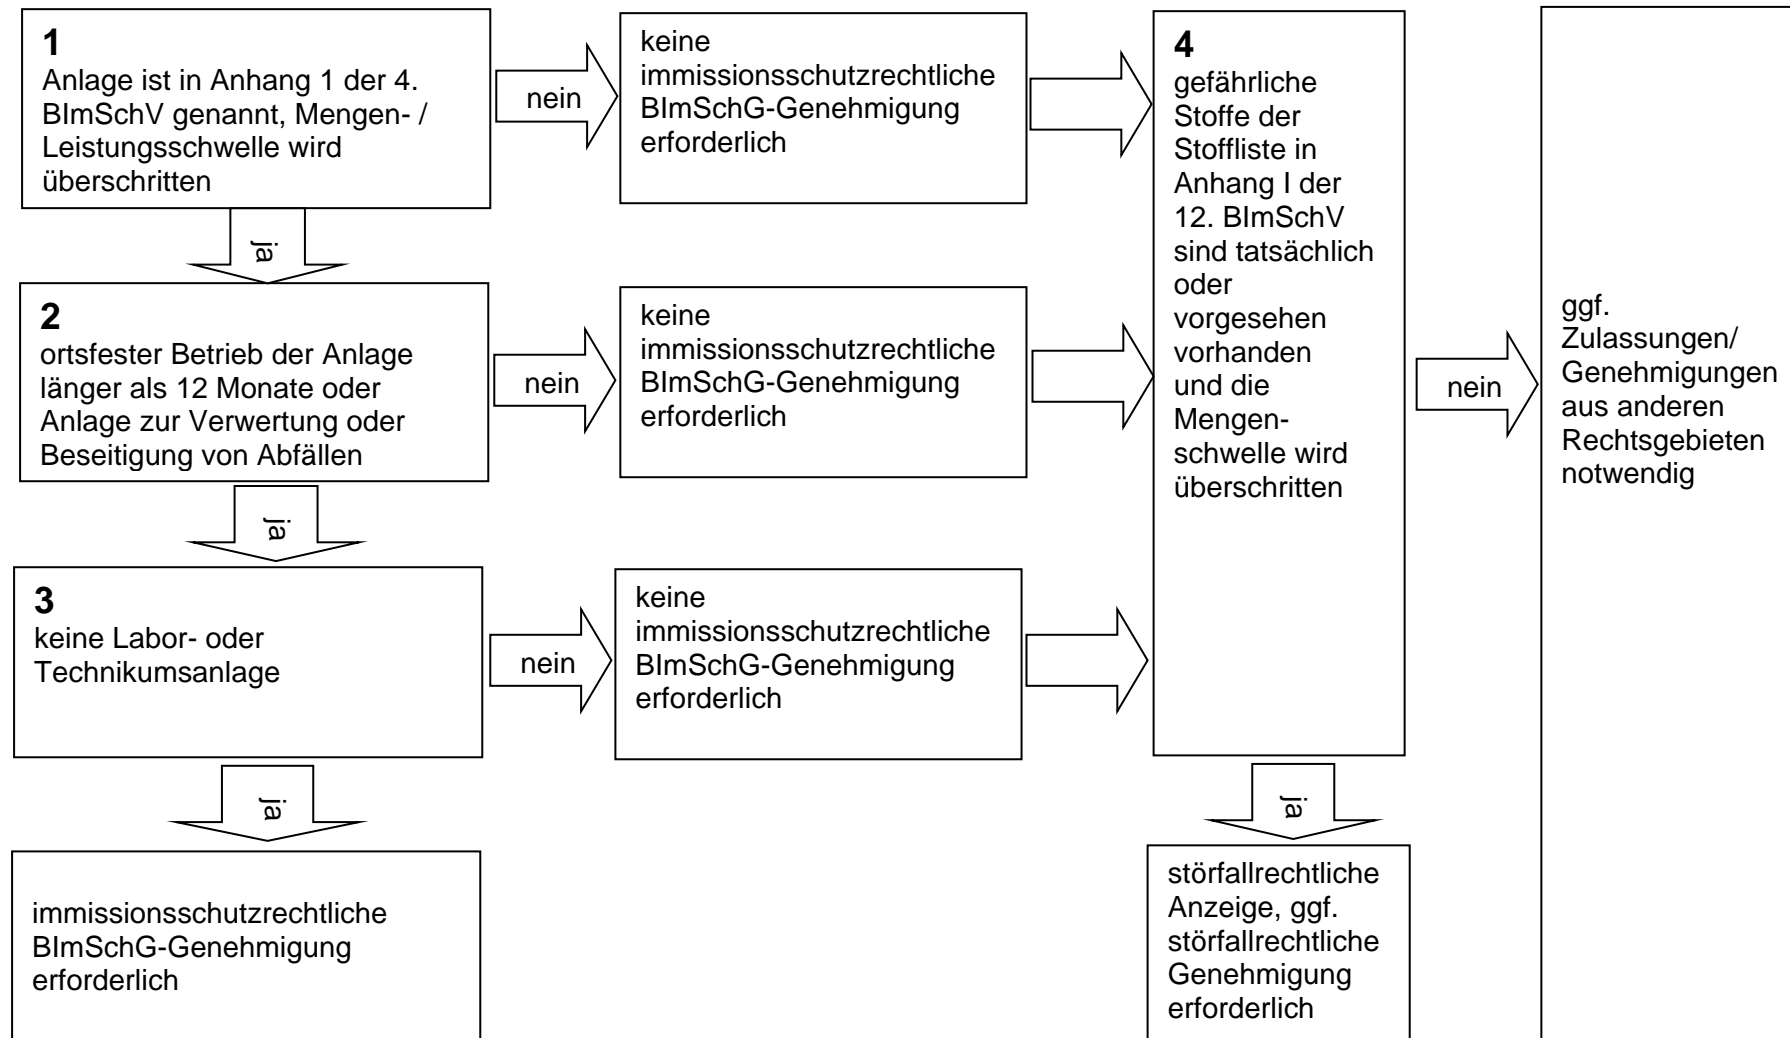 1
Anlage ist in Anhang 1 der 4.
BImSchV genannt, Mengen- /
Leistungsschwelle wird
überschritten
nein
keine
immissionsschutzrechtliche
BImSchG-Genehmigung
erforderlich
ja
2
ortsfester Betrieb der Anlage
länger als 12 Monate oder
Anlage zur Verwertung oder
Beseitigung von Abfällen
nein
keine
immissionsschutzrechtliche
BImSchG-Genehmigung
erforderlich
ja
3
keine Labor- oder
Technikumsanlage
nein
keine
immissionsschutzrechtliche
BImSchG-Genehmigung
erforderlich
ja
immissionsschutzrechtliche
BImSchG-Genehmigung
erforderlich
4
gefährliche
Stoffe der
Stoffliste in
Anhang I der
12. BImSchV
sind tatsächlich
oder
vorgesehen
vorhanden
und die
Mengen-
schwelle wird
überschritten
ja
störfallrechtliche
Anzeige, ggf.
störfallrechtliche
Genehmigung
erforderlich
nein
ggf.
Zulassungen/
Genehmigungen
aus anderen
Rechtsgebieten
notwendig